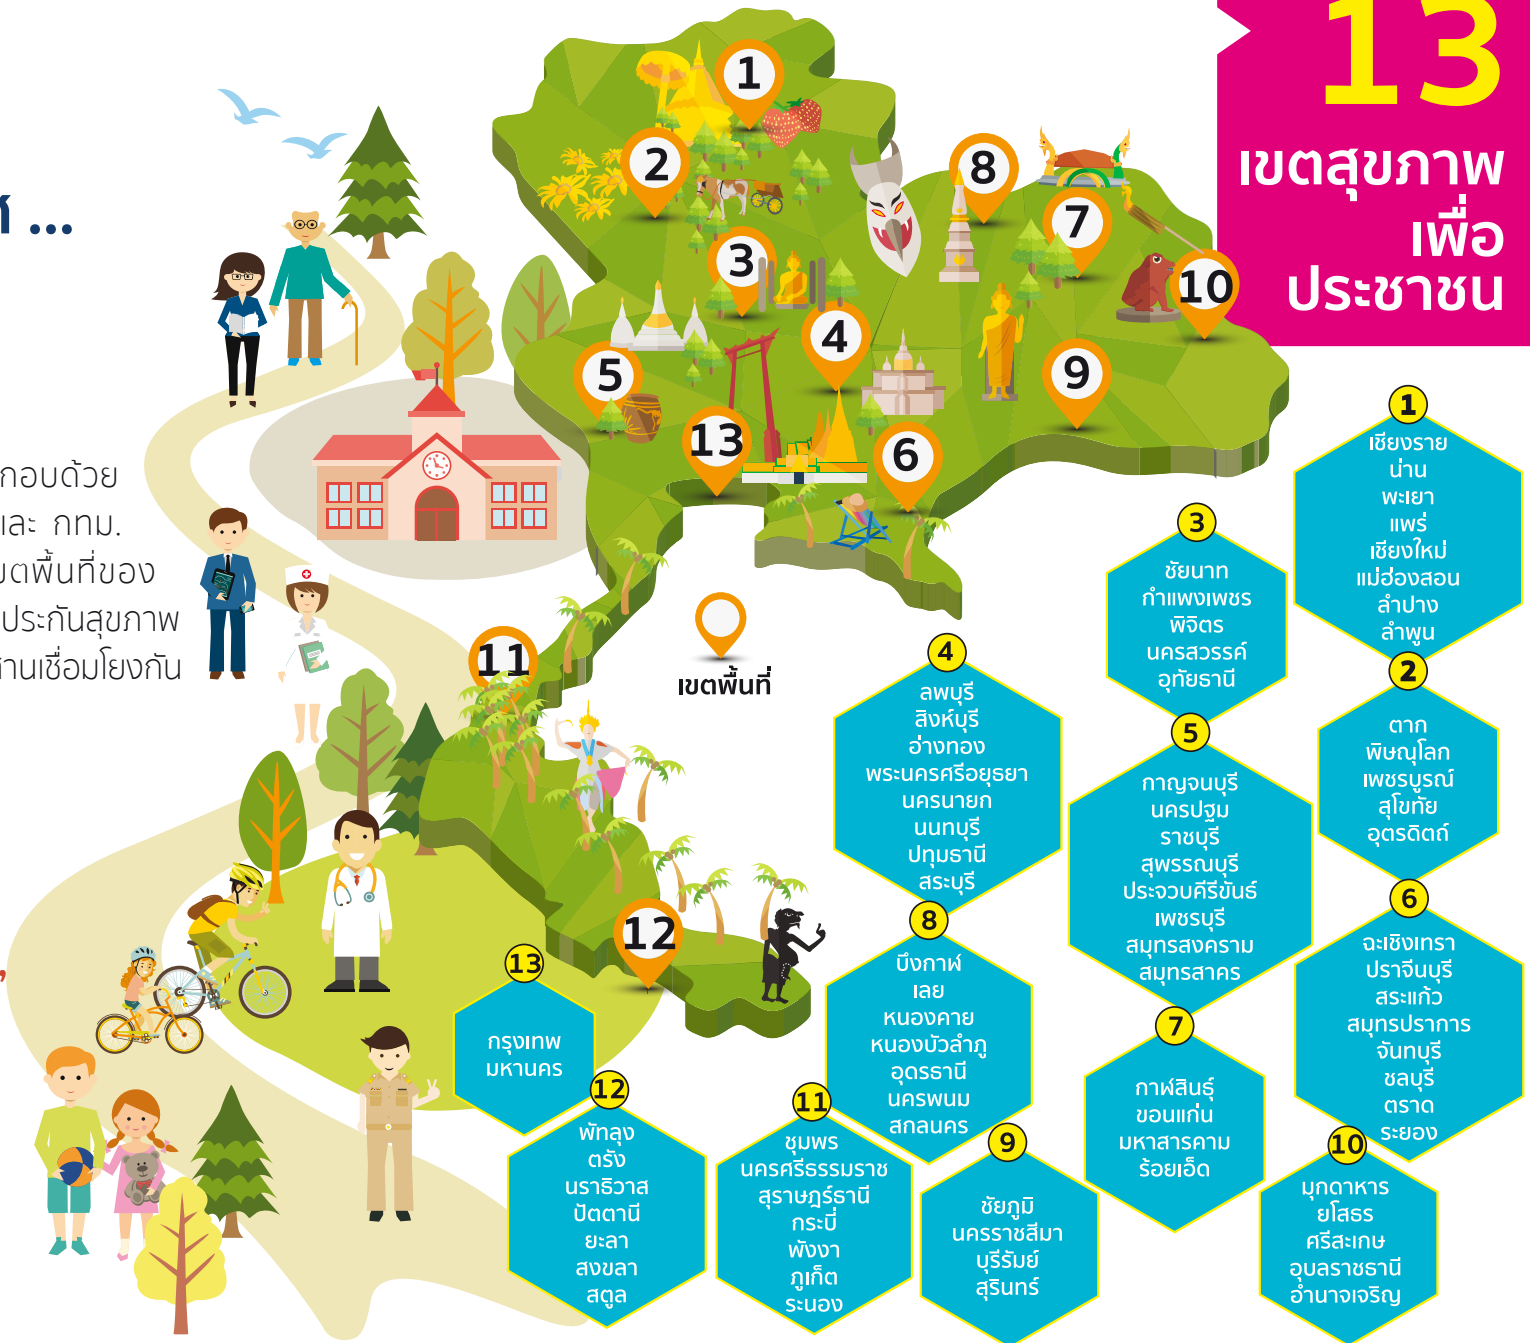 13
เขตสุขภาพ
เพื่อ
ประชาชน
ศ ...
กอบด้วย
และ กทม.
ขตพื้นที่ของ
ประกันสุขภาพ
สานเชื่อมโยงกัน
1
2
3
4
5
6
7
8
9
10
11
12
13
เขตพื้นที่
1
เชียงราย
น่าน
พะเยา
แพร่
เชียงใหม่
แม่ฮ่องสอน
ลำปาง
ลำพูน
2
ตาก
พิษณุโลก
เพชรบูรณ์
สุโขทัย
อุตรดิตถ์
3
ชัยนาท
กำแพงเพชร
พิจิตร
นครสวรรค์
อุทัยธานี
4
ลพบุรี
สิงห์บุรี
อ่างทอง
พระนครศรีอยุธยา
นครนายก
นนทบุรี
ปทุมธานี
สระบุรี
5
กาญจนบุรี
นครปฐม
ราชบุรี
สุพรรณบุรี
ประจวบคีรีขันธ์
เพชรบุรี
สมุทรสงคราม
สมุทรสาคร
6
ฉะเชิงเทรา
ปราจีนบุรี
สระแก้ว
สมุทรปราการ
จันทบุรี
ชลบุรี
ตราด
ระยอง
7
กาฬสินธุ์
ขอนแก่น
มหาสารคาม
ร้อยเอ็ด
8
บึงกาฬ
เลย
หนองคาย
หนองบัวลำภู
อุดรธานี
นครพนม
สกลนคร
9
ชัยภูมิ
นครราชสีมา
บุรีรัมย์
สุรินทร์
10
มุกดาหาร
ยโสธร
ศรีสะเกษ
อุบลราชธานี
อำนาจเจริญ
11
ชุมพร
นครศรีธรรมราช
สุราษฎร์ธานี
กระบี่
พังงา
ภูเก็ต
ระนอง
12
พัทลุง
ตรัง
นราธิวาส
ปัตตานี
ยะลา
สงขลา
สตูล
13
กรุงเทพ
มหานคร